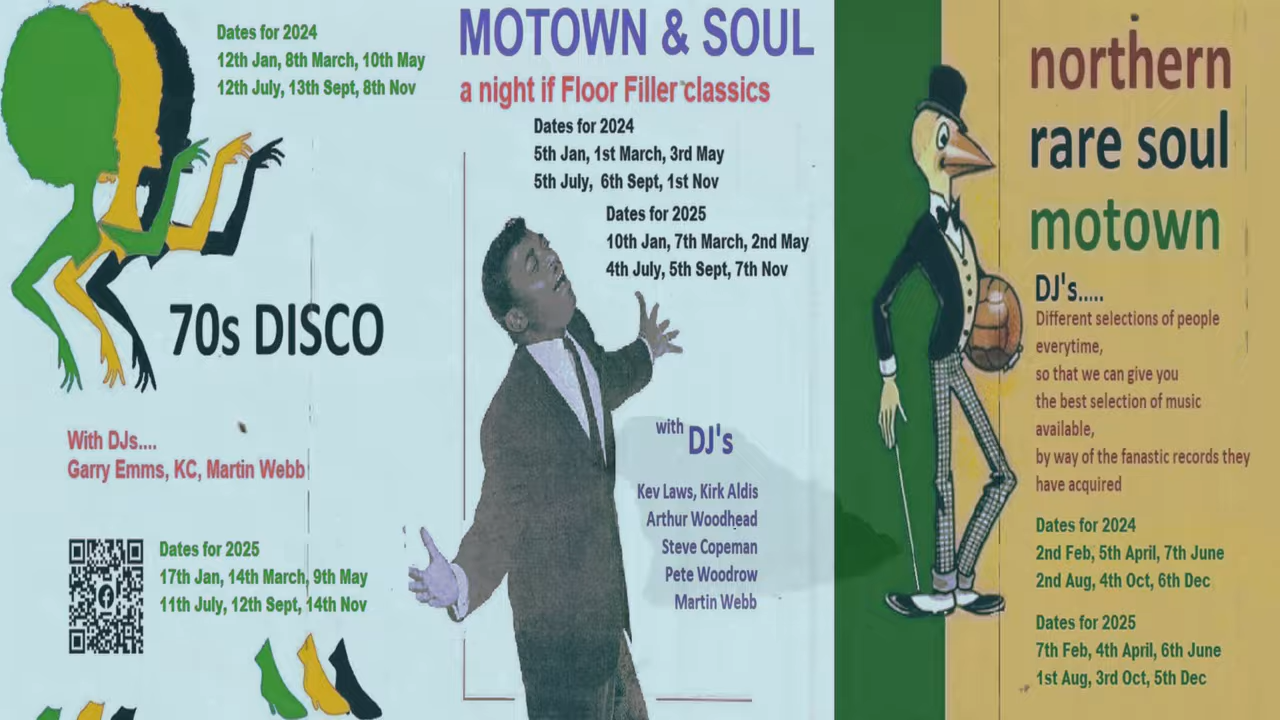 Dates for 2024
12th Jan, 8th March, 10th May
12th July, 13th Sept, 8th Nov
70s DISCO
With DJs....
Garry Emms, KC, Martin Webb
Dates for 2025
17th Jan, 14th March, 9th May
11th July, 12th Sept, 14th Nov
MOTOWN & SOUL
a night if Floor Filler classics
Dates for 2024
5th Jan, 1st March, 3rd May
5th July, 6th Sept, 1st Nov
Dates for 2025
10th Jan, 7th March, 2nd May
4th July, 5th Sept, 7th Nov
with DJ's
Kev Laws, Kirk Aldis
Arthur Woodhead
Steve Copeman
Pete Woodrow
Martin Webb
northern
rare soul
motown
DJ's.....
Different selections of people
everytime,
so that we can give you
the best selection of music
available,
by way of the fanastic records they
have acquired
Dates for 2024
2nd Feb, 5th April, 7th June
2nd Aug, 4th Oct, 6th Dec
Dates for 2025
7th Feb, 4th April, 6th June
1st Aug, 3rd Oct, 5th Dec